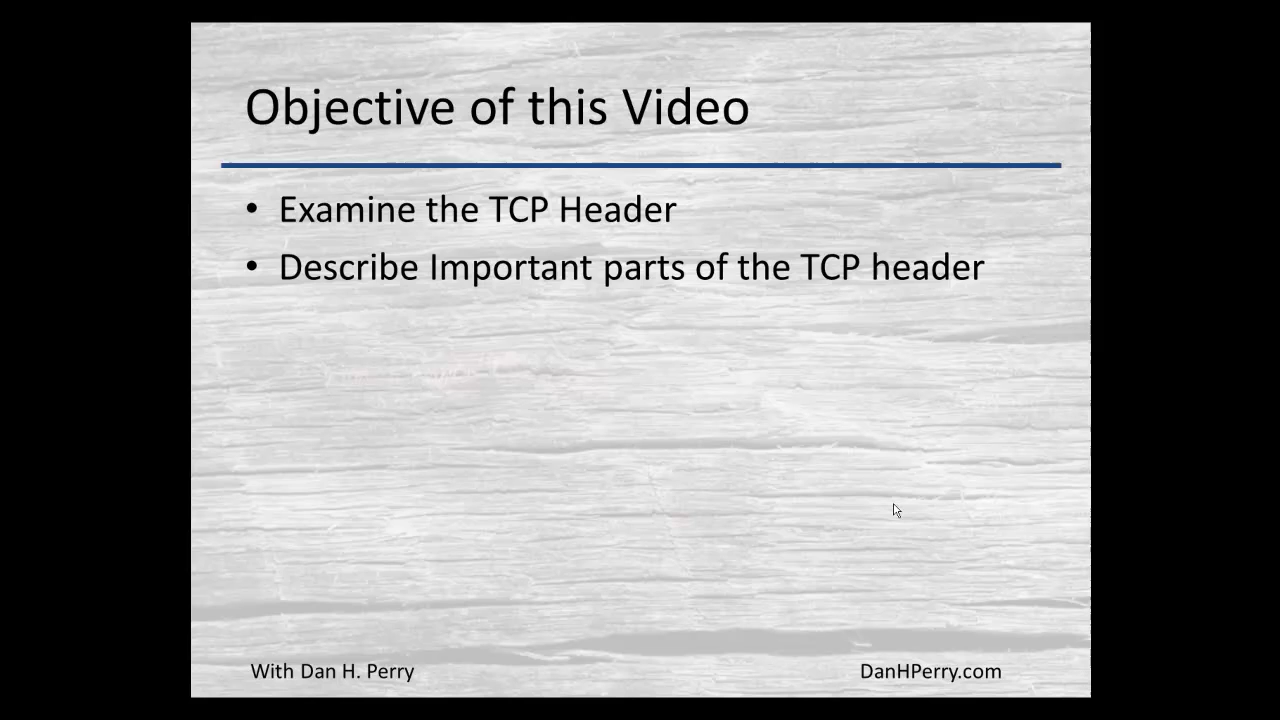 Objective of this Video
• Examine the TCP Header
• Describe Important parts of the TCP header
With Dan H. Perry
DanHPerry.com